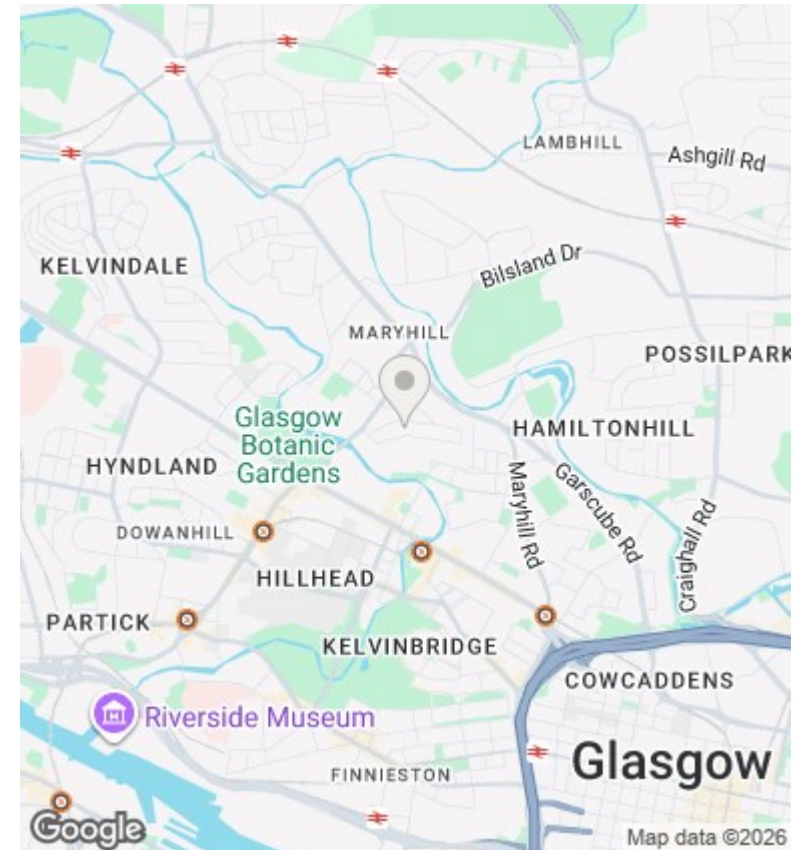 LAMBHILL
Ashgill Rd
KELVINDALE
Bilsland Dr
MARYHILL
POSSILPARK
Glasgow
Botanic
Gardens
HAMILTONHILL
HYNDLAND
Maryhill Rd
Garscube Rd
Craighall Rd
DOWANHILL
HILLHEAD
PARTICK
KELVINBRIDGE
COWCADDENS
Riverside Museum
Glasgow
FINNIESTON
Google
Map data ©2026